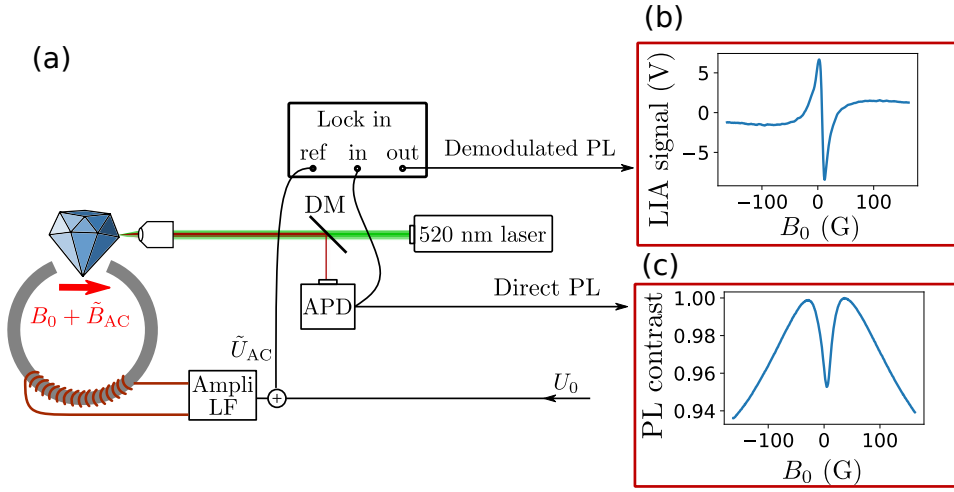 (a)
Lock in
ref in out
Demodulated PL
DM
520 nm laser
APD
Direct PL
B₀ + B̃_AC
Ũ_AC
Ampli
LF
+
U₀
(b)
LIA signal (V)
5
0
−5
−100 0 100
B₀ (G)
(c)
PL contrast
1.00
0.98
0.96
0.94
−100 0 100
B₀ (G)